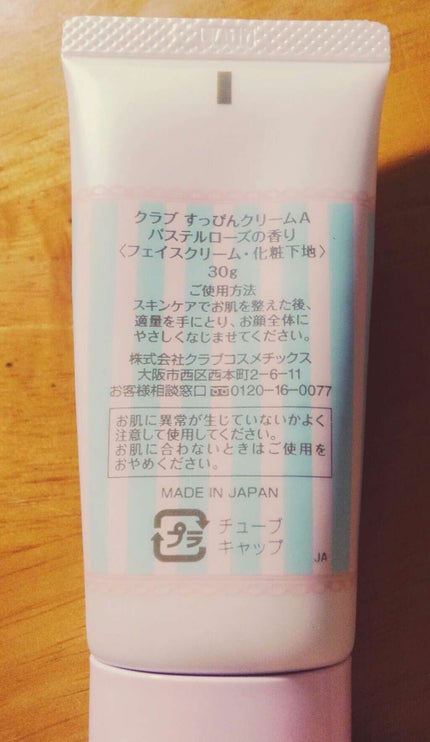 クラブ すっぴんクリームA
パステルローズの香り
〈フェイスクリーム・化粧下地〉
30g
ご使用方法
スキンケアでお肌を整えた後、
適量を手にとり、お顔全体に
やさしくなじませてください。
株式会社クラブコスメチックス
大阪市西区西本町2-6-11
お客様相談窓口 0120-16-0077
お肌に異常が生じていないかよく
注意して使用してください。
お肌に合わないときはご使用を
おやめください。
MADE IN JAPAN
プラ
チューブ
キャップ
JA